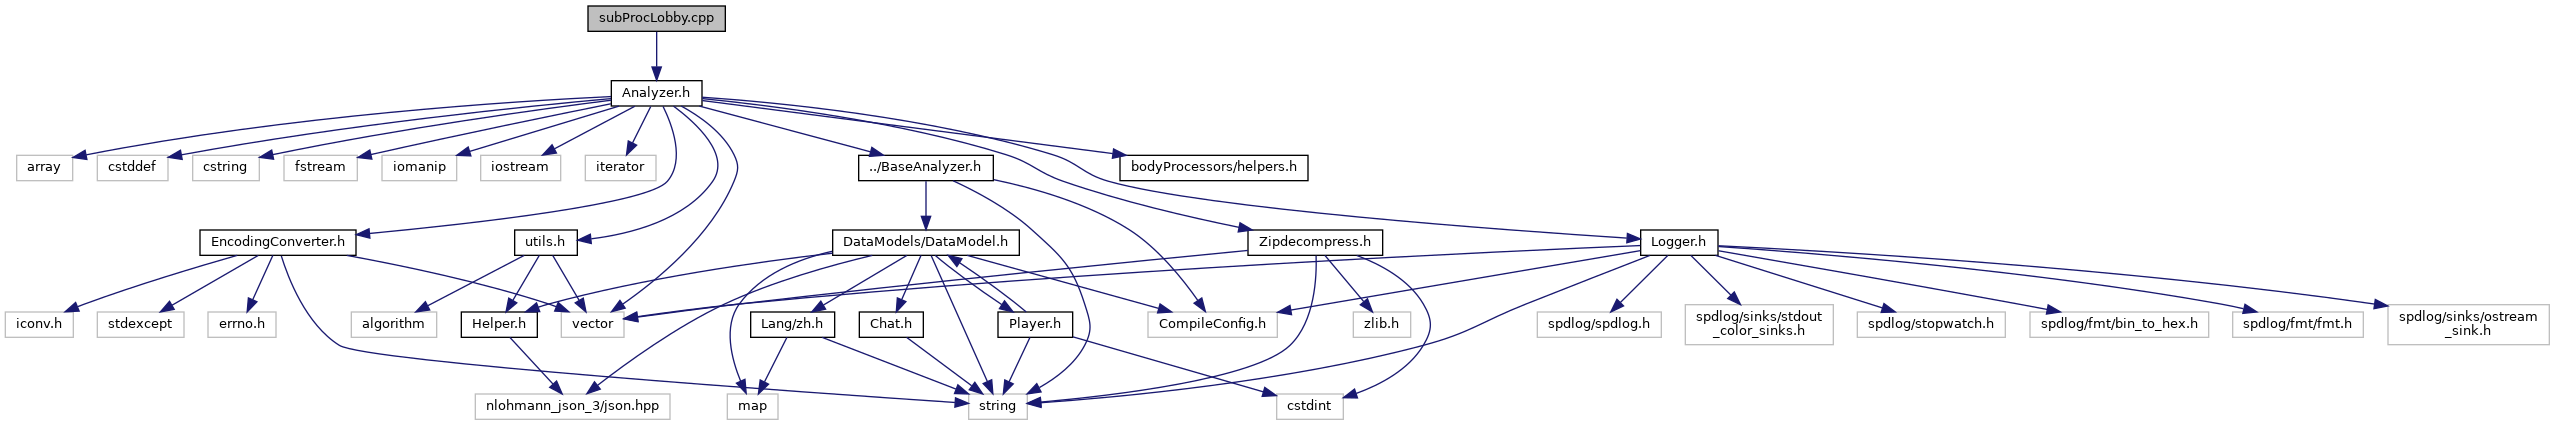 subProcLobby.cpp
Analyzer.h
array
cstddef
cstring
fstream
iomanip
iostream
iterator
../BaseAnalyzer.h
bodyProcessors/helpers.h
EncodingConverter.h
utils.h
DataModels/DataModel.h
Zipdecompress.h
Logger.h
iconv.h
stdexcept
errno.h
algorithm
Helper.h
vector
Lang/zh.h
Chat.h
Player.h
CompileConfig.h
zlib.h
spdlog/spdlog.h
spdlog/sinks/stdout
_color_sinks.h
spdlog/stopwatch.h
spdlog/fmt/bin_to_hex.h
spdlog/fmt/fmt.h
spdlog/sinks/ostream
_sink.h
nlohmann_json_3/json.hpp
map
string
cstdint